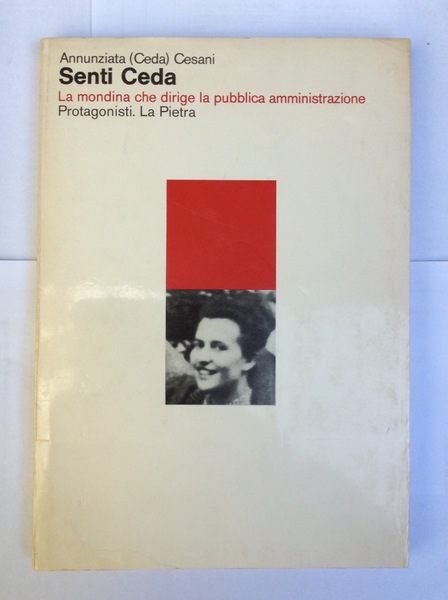 Annunziata (Ceda) Cesani
Senti Ceda
La mondina che dirige la pubblica amministrazione
Protagonisti. La Pietra